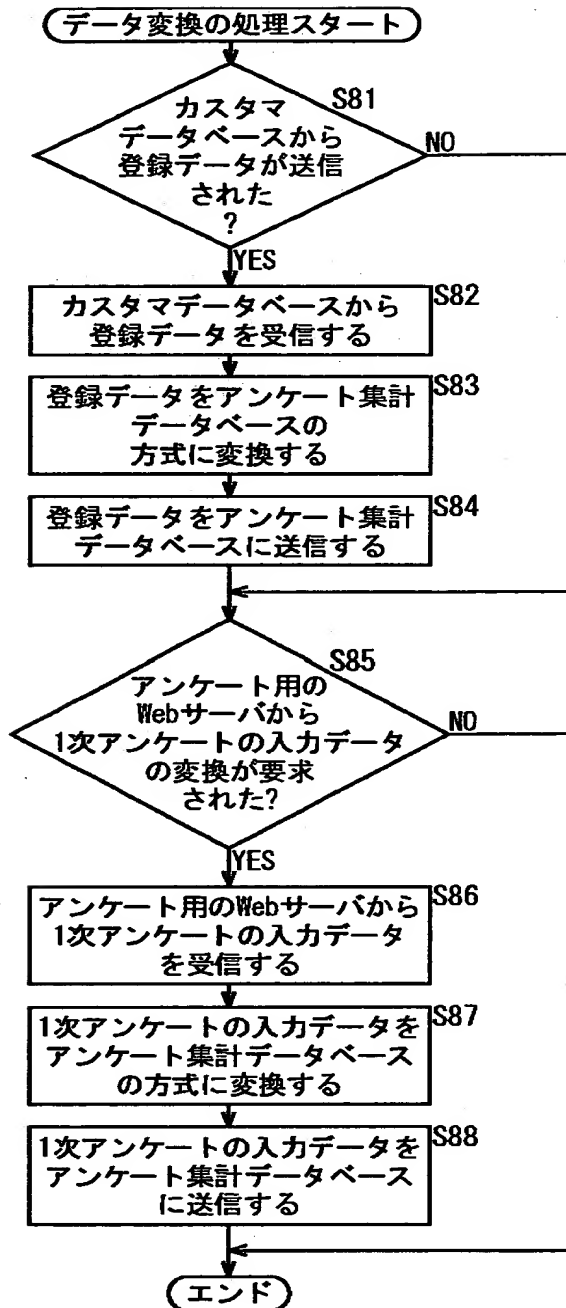 データ変換の処理スタート
S81
カスタマ
データベースから
登録データが送信
された
?
NO
YES
S82
カスタマデータベースから
登録データを受信する
S83
登録データをアンケート集計
データベースの
方式に変換する
S84
登録データをアンケート集計
データベースに送信する
S85
アンケート用の
Webサーバから
1次アンケートの入力データ
の変換が要求
された?
NO
YES
S86
アンケート用のWebサーバから
1次アンケートの入力データ
を受信する
S87
1次アンケートの入力データを
アンケート集計データベース
の方式に変換する
S88
1次アンケートの入力データを
アンケート集計データベース
に送信する
エンド